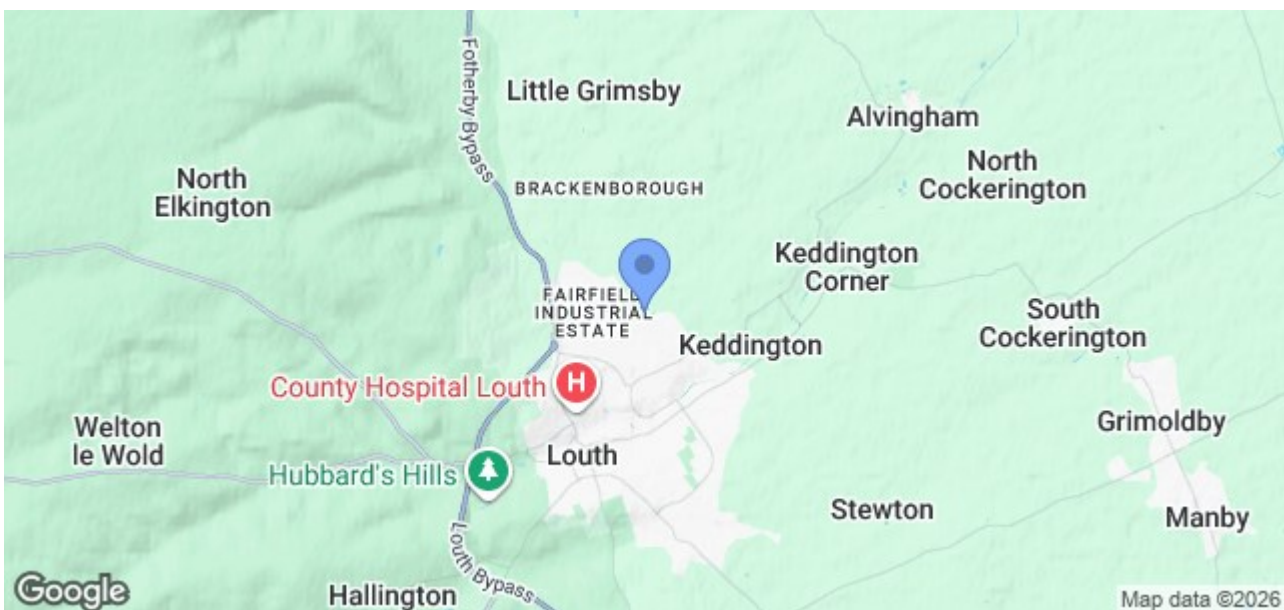 Fotherby Bypass
Little Grimsby
Alvingham
North
Cockerington
North
Elkington
BRACKENBOROUGH
Keddington
Corner
FAIRFIELD
INDUSTRIAL
ESTATE
South
Cockerington
Keddington
County Hospital Louth
H
Welton
le Wold
Grimoldby
Louth
Hubbard's Hills
Stewton
Manby
Louth Bypass
Hallington
Google
Map data ©2026